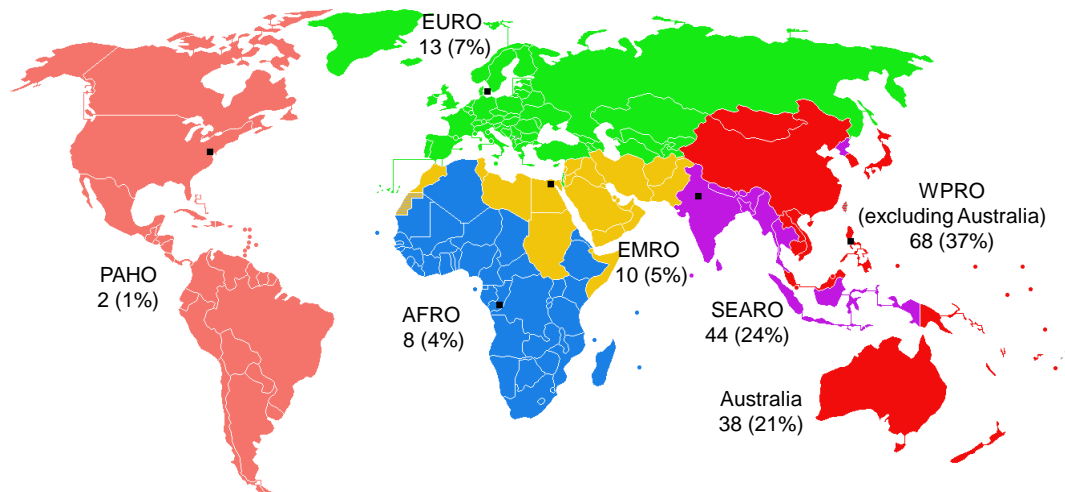 EURO
13 (7%)
WPRO
(excluding Australia)
68 (37%)
EMRO
10 (5%)
PAHO
2 (1%)
AFRO
8 (4%)
SEARO
44 (24%)
Australia
38 (21%)